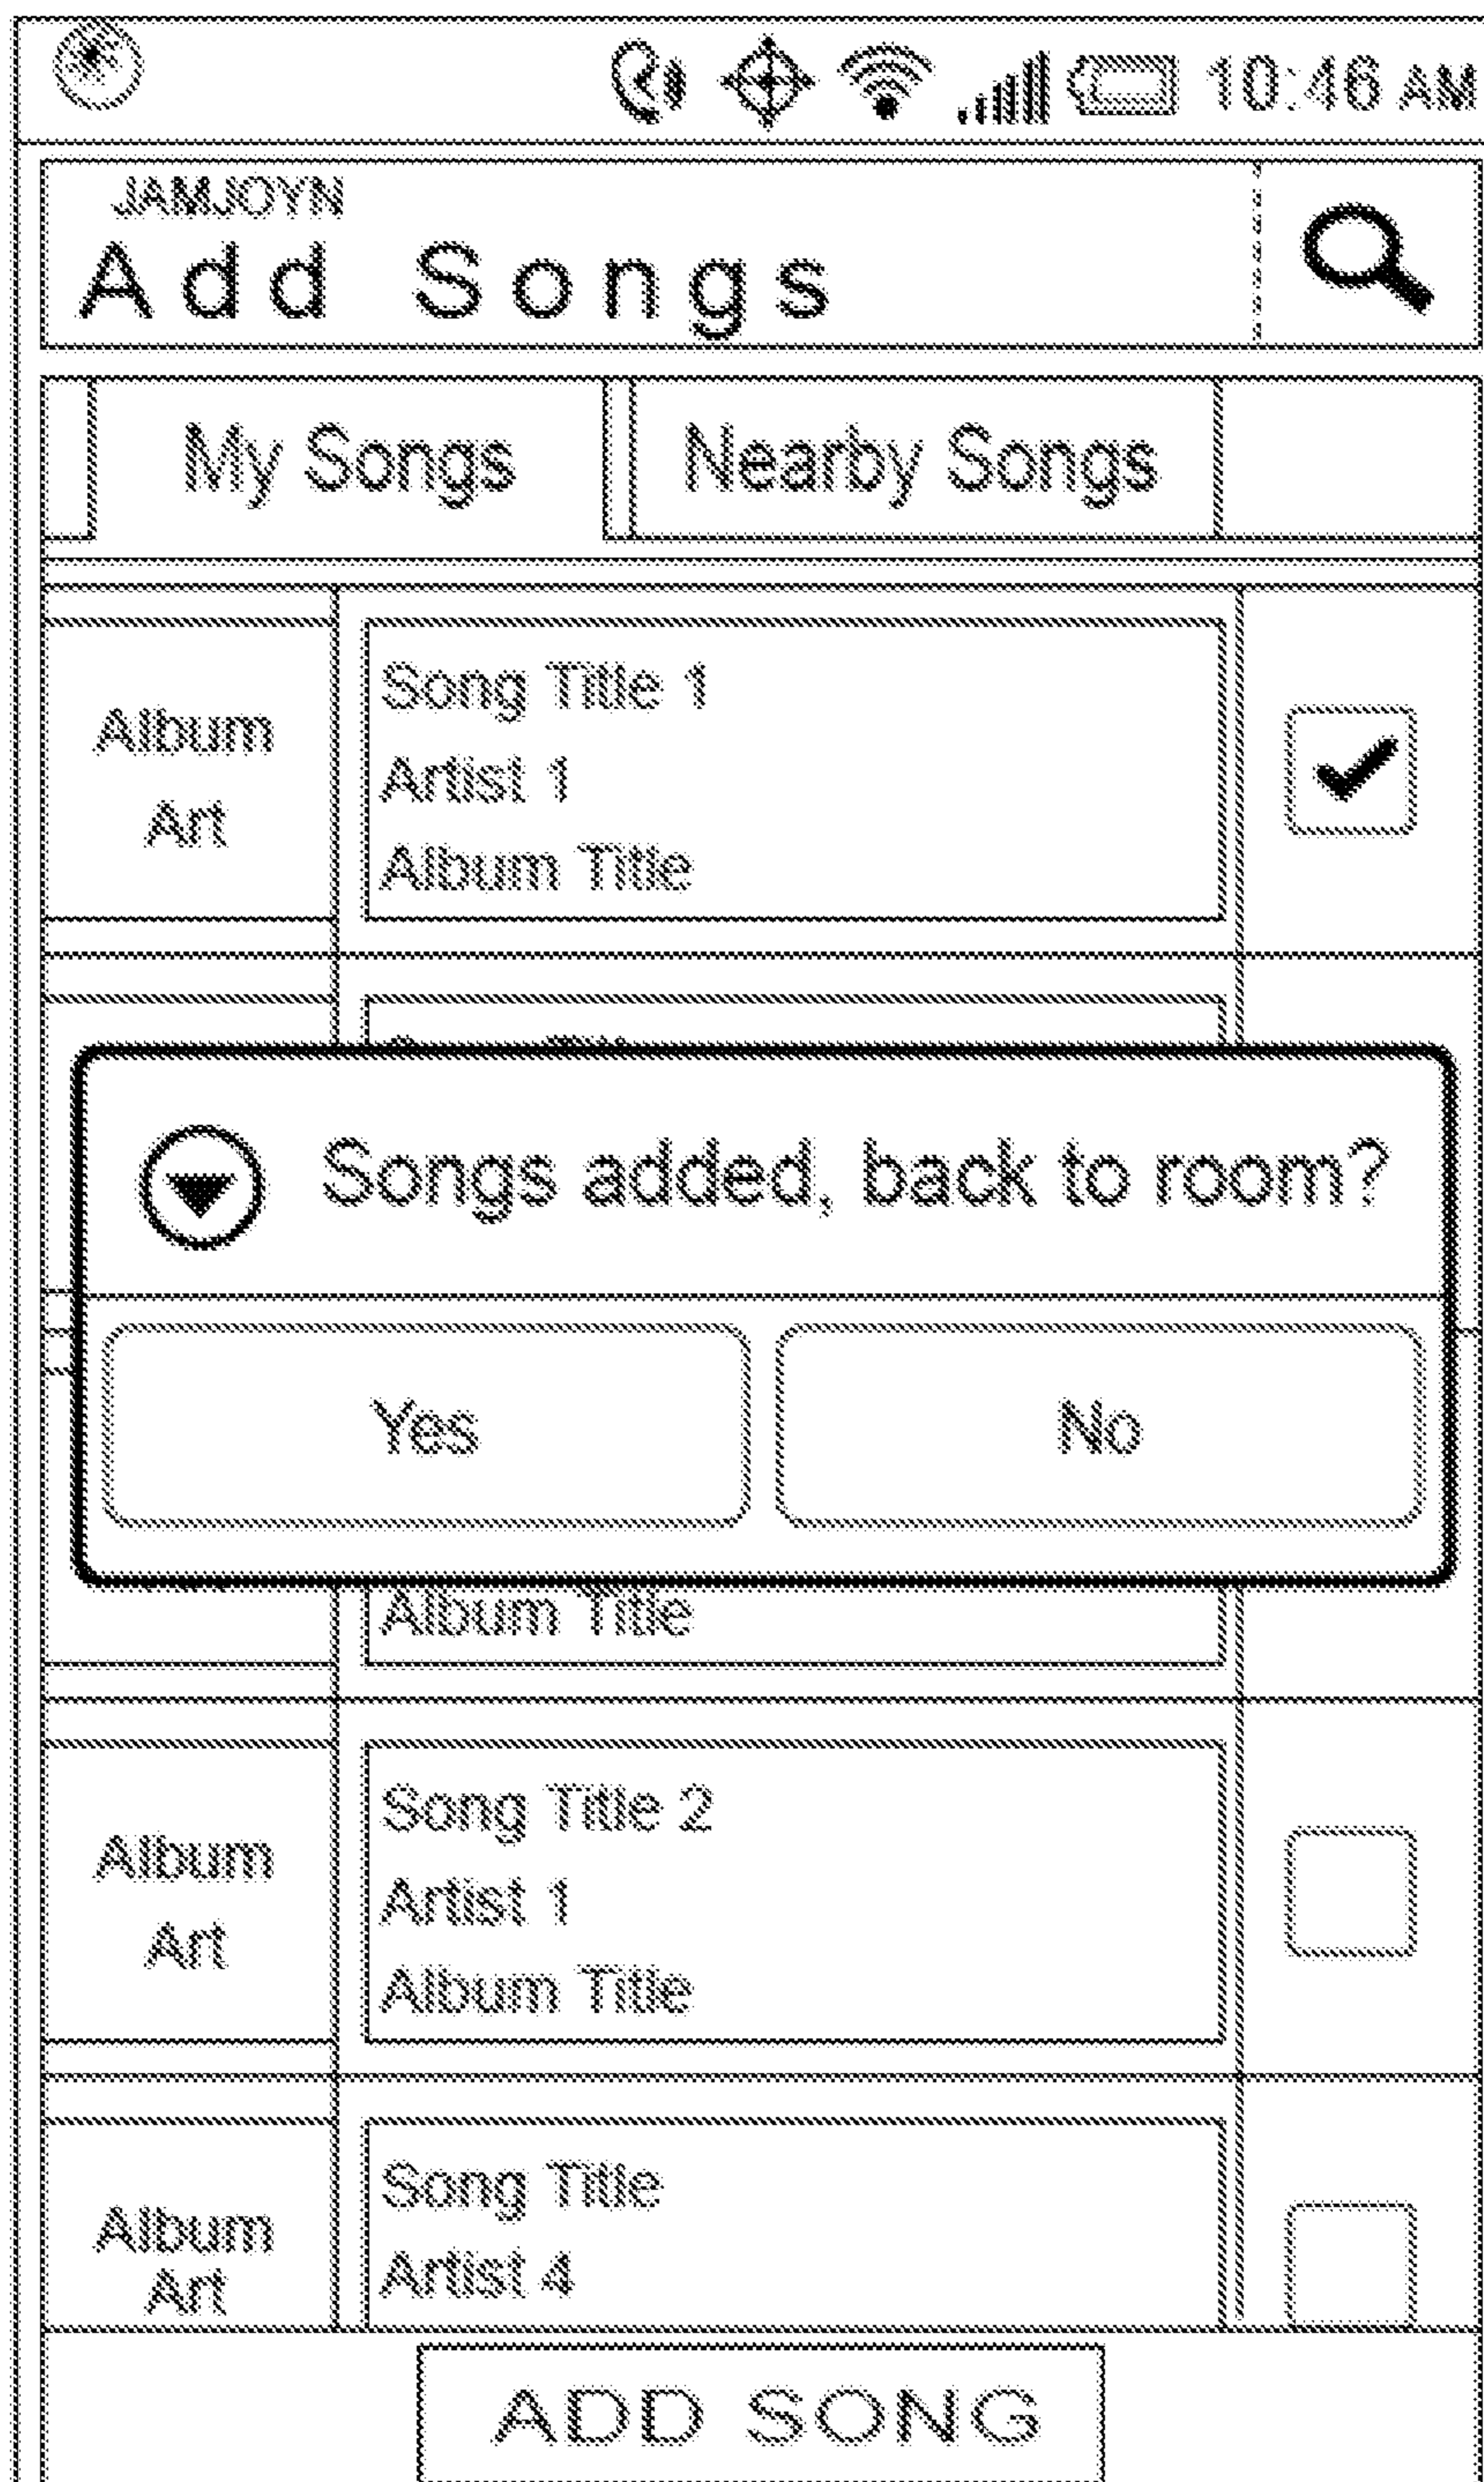 10:46 AM
JAMJOYN
Add Songs
My Songs
Nearby Songs
Album
Art
Song Title 1
Artist 1
Album Title
Songs added, back to room?
Yes
No
Album Title
Album
Art
Song Title 2
Artist 1
Album Title
Album
Art
Song Title
Artist 4
ADD SONG